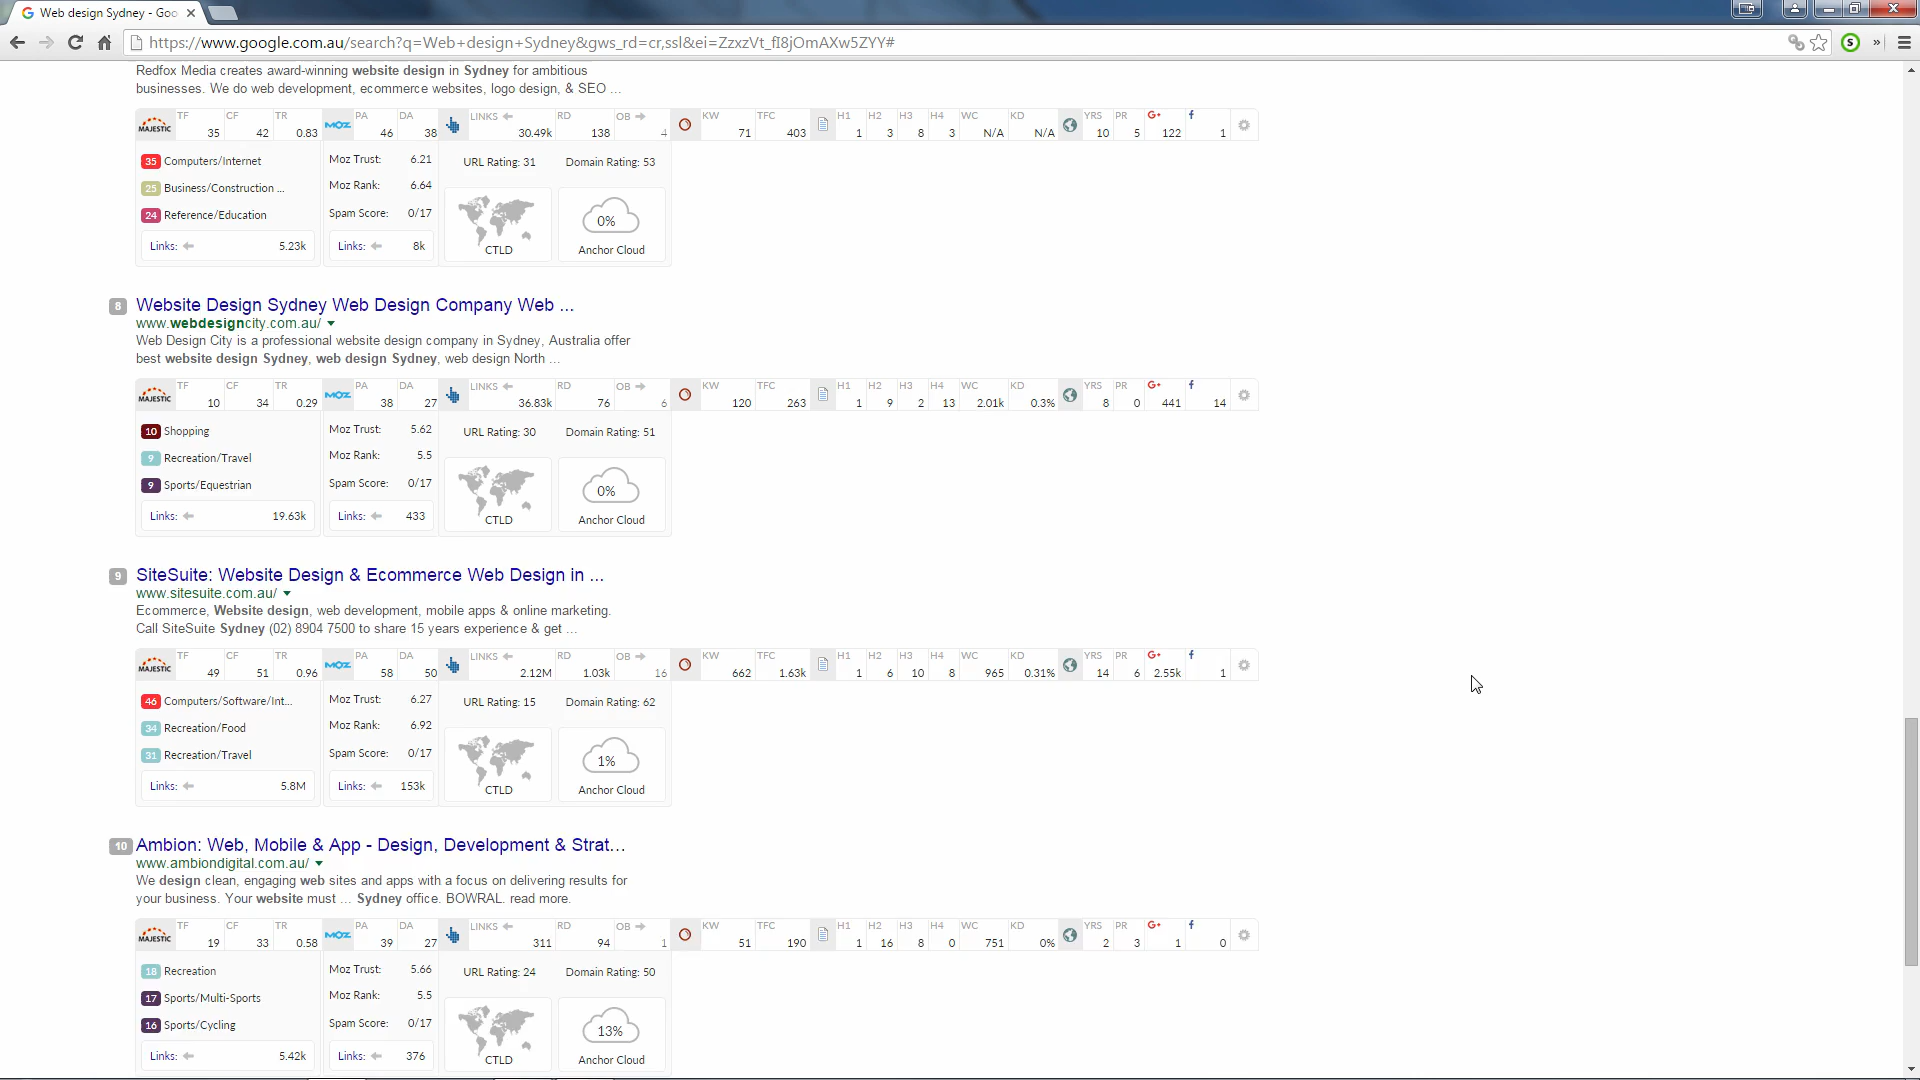 Web design Sydney - Goo
https://www.google.com.au/search?q=Web+design+Sydney&gws_rd=cr,ssl&ei=ZzxzVt_fI8jOmAXw5ZYY#
Redfox Media creates award-winning website design in Sydney for ambitious
businesses. We do web development, ecommerce websites, logo design, & SEO ...
MAJESTIC TF 35 CF 42 TR 0.83 MOZ PA 46 DA 38 LINKS 30.49k RD 138 OB 4 KW 71 TFC 403 H1 1 H2 3 H3 8 H4 3 WC N/A KD N/A YRS 10 PR 5 G+ 122 f 1
35 Computers/Internet Moz Trust: 6.21 URL Rating: 31 Domain Rating: 53
25 Business/Construction ... Moz Rank: 6.64
24 Reference/Education Spam Score: 0/17 0%
Links: 5.23k Links: 8k CTLD Anchor Cloud
8 Website Design Sydney Web Design Company Web ...
www.webdesigncity.com.au/
Web Design City is a professional website design company in Sydney, Australia offer
best website design Sydney, web design Sydney, web design North ...
MAJESTIC TF 10 CF 34 TR 0.29 MOZ PA 38 DA 27 LINKS 36.83k RD 76 OB 6 KW 120 TFC 263 H1 1 H2 9 H3 2 H4 13 WC 2.01k KD 0.3% YRS 8 PR 0 G+ 441 f 14
10 Shopping Moz Trust: 5.62 URL Rating: 30 Domain Rating: 51
9 Recreation/Travel Moz Rank: 5.5
9 Sports/Equestrian Spam Score: 0/17 0%
Links: 19.63k Links: 433 CTLD Anchor Cloud
9 SiteSuite: Website Design & Ecommerce Web Design in ...
www.sitesuite.com.au/
Ecommerce, Website design, web development, mobile apps & online marketing.
Call SiteSuite Sydney (02) 8904 7500 to share 15 years experience & get ...
MAJESTIC TF 49 CF 51 TR 0.96 MOZ PA 58 DA 50 LINKS 2.12M RD 1.03k OB 16 KW 662 TFC 1.63k H1 1 H2 6 H3 10 H4 8 WC 965 KD 0.31% YRS 14 PR 6 G+ 2.55k f 1
46 Computers/Software/Int... Moz Trust: 6.27 URL Rating: 15 Domain Rating: 62
34 Recreation/Food Moz Rank: 6.92
31 Recreation/Travel Spam Score: 0/17 1%
Links: 5.8M Links: 153k CTLD Anchor Cloud
10 Ambion: Web, Mobile & App - Design, Development & Strat...
www.ambiondigital.com.au/
We design clean, engaging web sites and apps with a focus on delivering results for
your business. Your website must ... Sydney office. BOWRAL. read more.
MAJESTIC TF 19 CF 33 TR 0.58 MOZ PA 39 DA 27 LINKS 311 RD 94 OB 1 KW 51 TFC 190 H1 1 H2 16 H3 8 H4 0 WC 751 KD 0% YRS 2 PR 3 G+ 1 f 0
18 Recreation Moz Trust: 5.66 URL Rating: 24 Domain Rating: 50
17 Sports/Multi-Sports Moz Rank: 5.5
16 Sports/Cycling Spam Score: 0/17 13%
Links: 5.42k Links: 376 CTLD Anchor Cloud